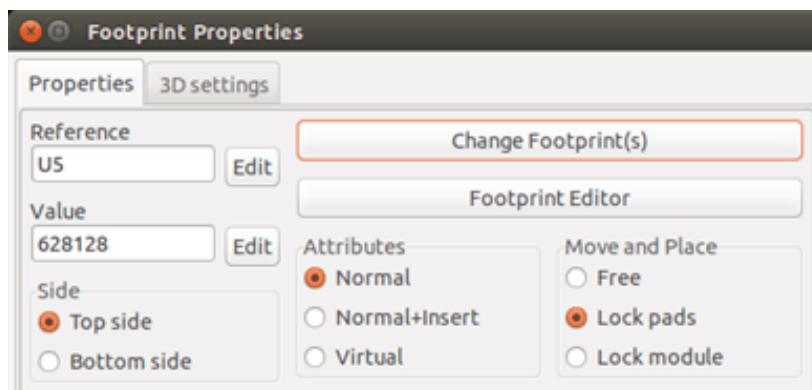 Footprint Properties
Properties 3D settings
Reference
U5 Edit
Value
628128 Edit
Side
Top side
Bottom side
Change Footprint(s)
Footprint Editor
Attributes
Normal
Normal+Insert
Virtual
Move and Place
Free
Lock pads
Lock module